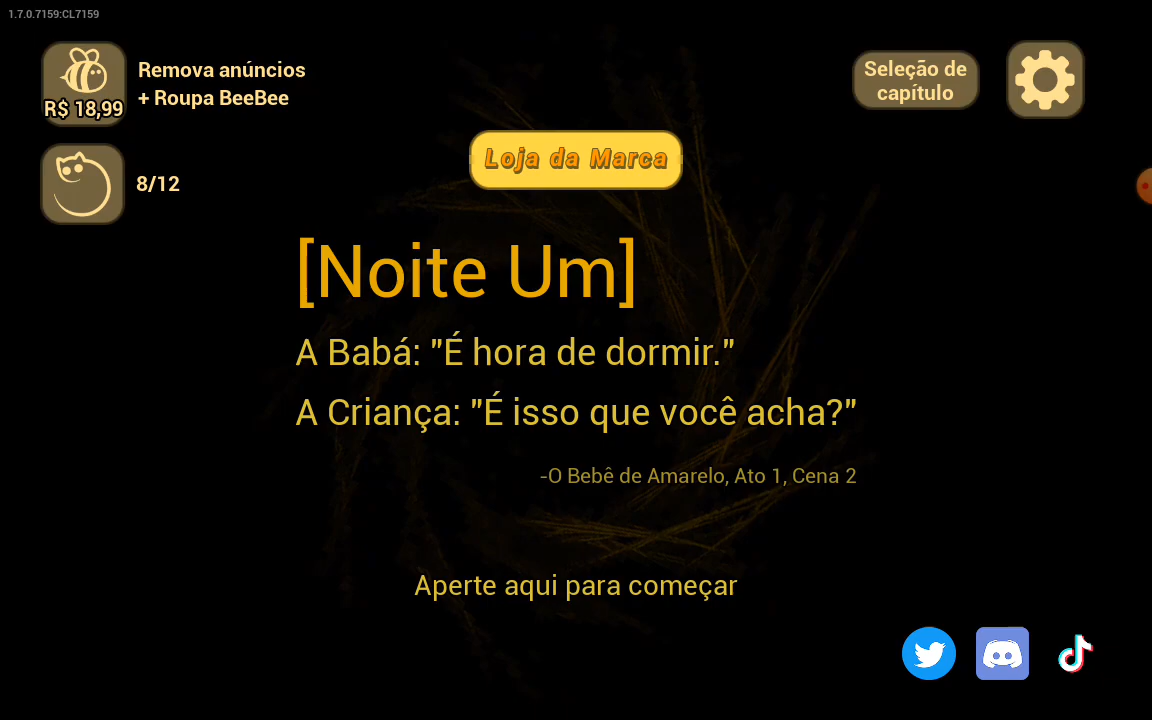 1.7.0.7159:CL7159
Remova anúncios
+ Roupa BeeBee
R$ 18,99
Seleção de
capítulo
8/12
Loja da Marca
[Noite Um]
A Babá: "É hora de dormir."
A Criança: "É isso que você acha?"
-O Bebê de Amarelo, Ato 1, Cena 2
Aperte aqui para começar